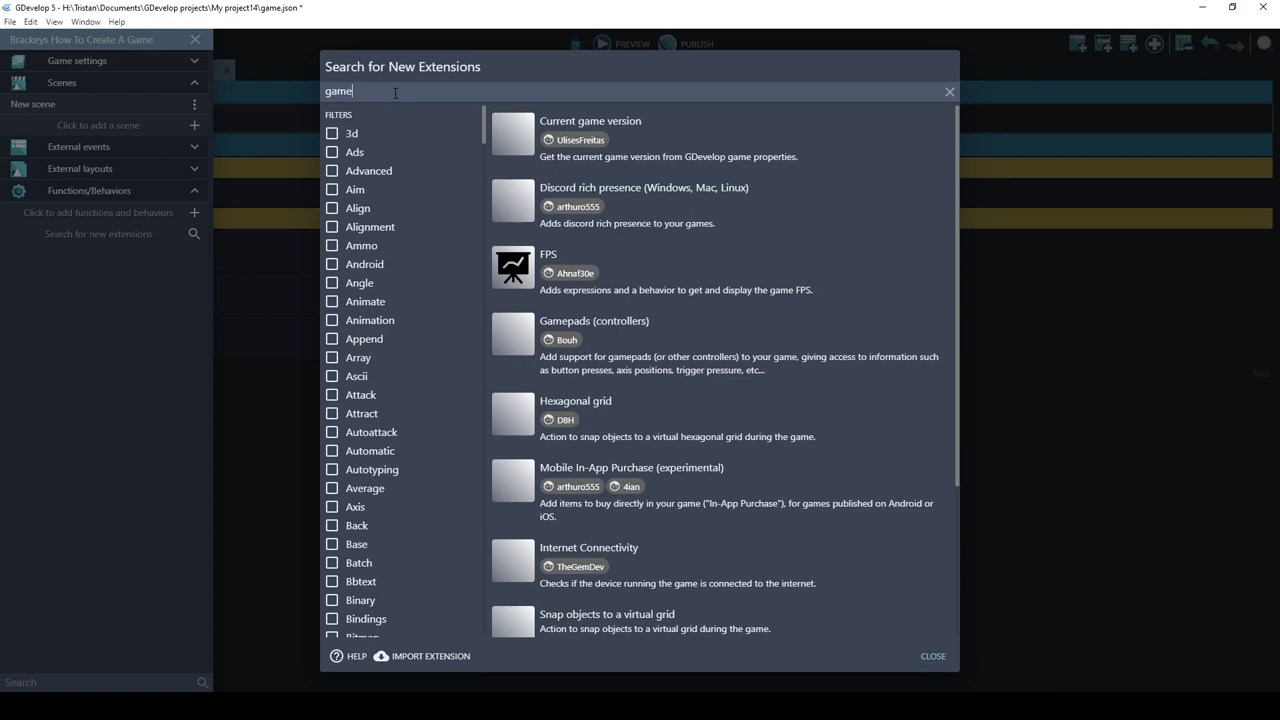 GDevelop 5 - H:\Tristan\Documents\GDevelop projects\My project14\game.json *
File Edit View Window Help
Brackeys How To Create A Game
Game settings
Scenes
New scene
Click to add a scene
External events
External layouts
Functions/Behaviors
Click to add functions and behaviors
Search for new extensions
Search
PREVIEW
PUBLISH
Add...
Search for New Extensions
game
FILTERS
3d
Ads
Advanced
Aim
Align
Alignment
Ammo
Android
Angle
Animate
Animation
Append
Array
Ascii
Attack
Attract
Autoattack
Automatic
Autotyping
Average
Axis
Back
Base
Batch
Bbtext
Binary
Bindings
Bitmap
Current game version
UlisesFreitas
Get the current game version from GDevelop game properties.
Discord rich presence (Windows, Mac, Linux)
arthuro555
Adds discord rich presence to your games.
FPS
Ahnaf30e
Adds expressions and a behavior to get and display the game FPS.
Gamepads (controllers)
Bouh
Add support for gamepads (or other controllers) to your game, giving access to information such
as button presses, axis positions, trigger pressure, etc...
Hexagonal grid
D8H
Action to snap objects to a virtual hexagonal grid during the game.
Mobile In-App Purchase (experimental)
arthuro555 4ian
Add items to buy directly in your game ("In-App Purchase"), for games published on Android or
iOS.
Internet Connectivity
TheGemDev
Checks if the device running the game is connected to the internet.
Snap objects to a virtual grid
Action to snap objects to a virtual grid during the game.
HELP IMPORT EXTENSION
CLOSE